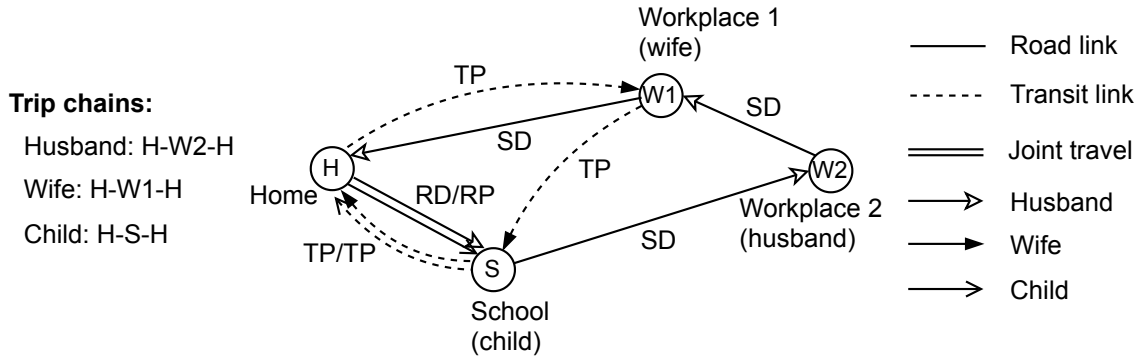 Trip chains:
Husband: H-W2-H
Wife: H-W1-H
Child: H-S-H
Workplace 1
(wife)
TP
W1
SD
SD
TP
H
Home
RD/RP
TP/TP
W2
Workplace 2
(husband)
SD
S
School
(child)
Road link
Transit link
Joint travel
Husband
Wife
Child